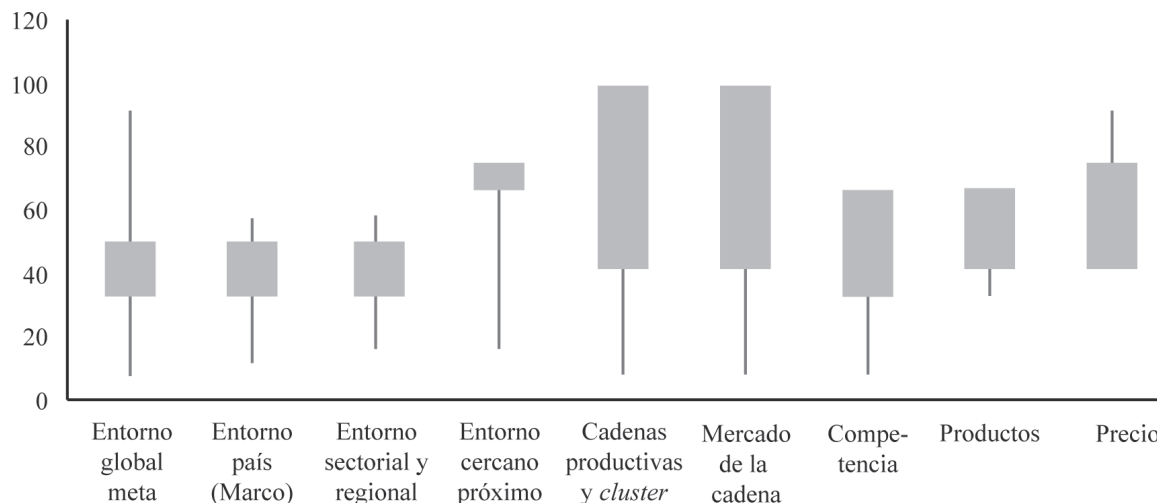 120
100
80
60
40
20
0
Entorno
global
meta
Entorno
país
(Marco)
Entorno
sectorial y
regional
Entorno
cercano
próximo
Cadenas
productivas
y cluster
Mercado
de la
cadena
Compe-
tencia
Productos
Precio